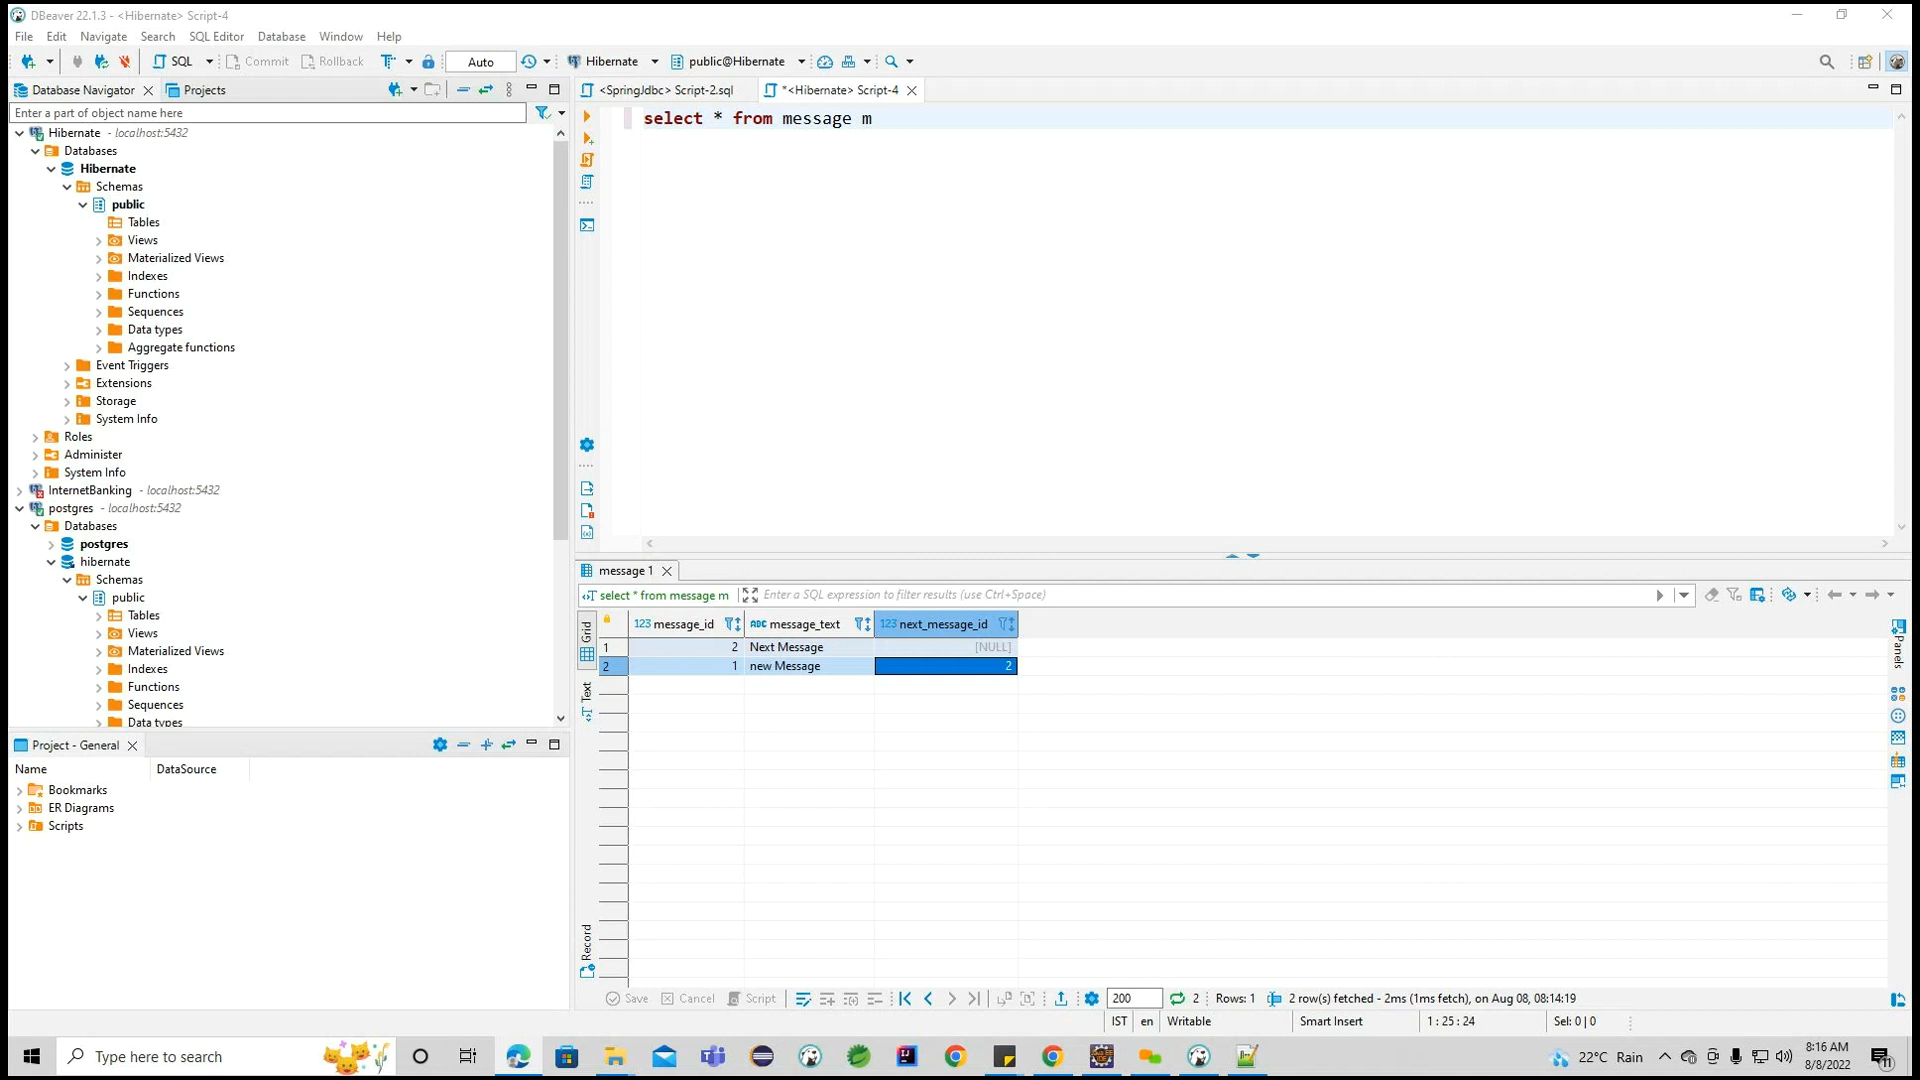 DBeaver 22.1.3 - <Hibernate> Script-4
File Edit Navigate Search SQL Editor Database Window Help
SQL Commit Rollback Auto Hibernate public@Hibernate
Database Navigator Projects
<SpringJdbc> Script-2.sql *<Hibernate> Script-4
Enter a part of object name here
select * from message m
Hibernate - localhost:5432
Databases
Hibernate
Schemas
public
Tables
Views
Materialized Views
Indexes
Functions
Sequences
Data types
Aggregate functions
Event Triggers
Extensions
Storage
System Info
Roles
Administer
System Info
InternetBanking - localhost:5432
postgres - localhost:5432
Databases
postgres
hibernate
Schemas
public
Tables
Views
Materialized Views
Indexes
Functions
Sequences
Data types
Project - General
Name DataSource
Bookmarks
ER Diagrams
Scripts
message 1
select * from message m Enter a SQL expression to filter results (use Ctrl+Space)
Grid
Text
Record
123 message_id ABC message_text 123 next_message_id
1 2 Next Message [NULL]
2 1 new Message 2
Panels
Save Cancel Script 200 2 Rows: 1 2 row(s) fetched - 2ms (1ms fetch), on Aug 08, 08:14:19
IST en Writable Smart Insert 1 : 25 : 24 Sel: 0 | 0
Type here to search
22°C Rain
8:16 AM
8/8/2022
11